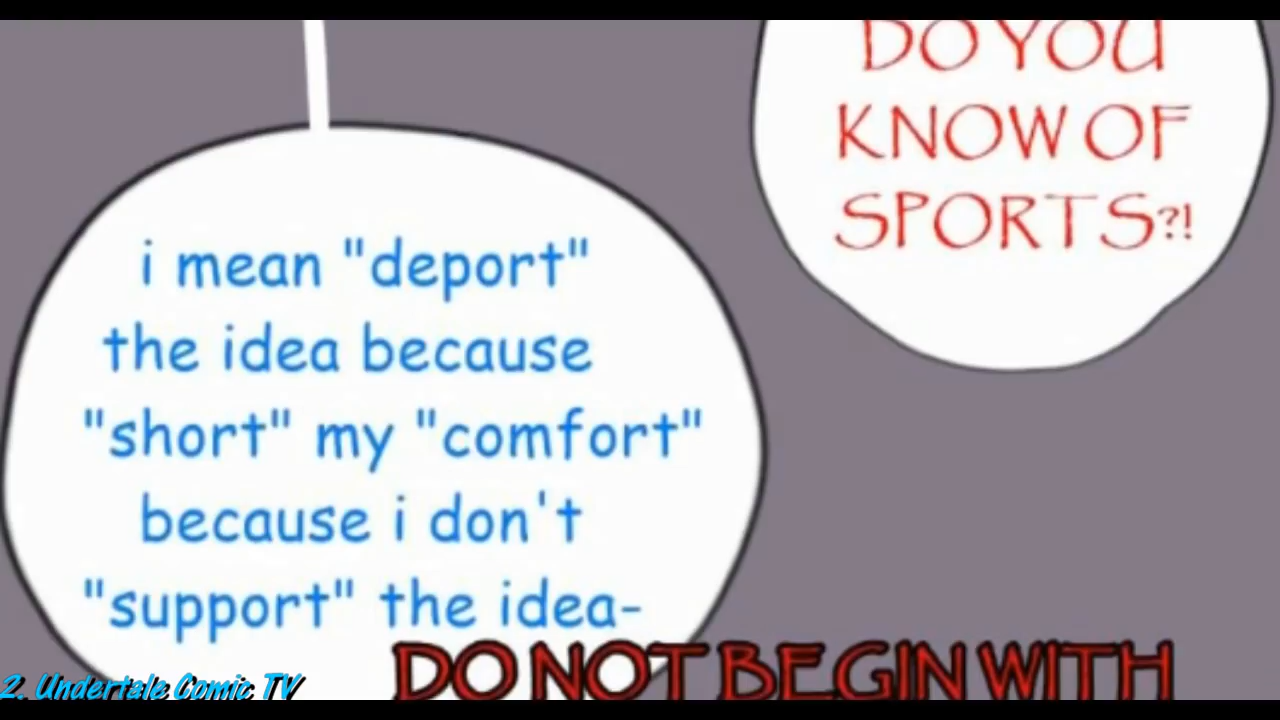 DO YOU
KNOW OF
SPORTS?!
i mean "deport"
the idea because
"short" my "comfort"
because i don't
"support" the idea-
DO NOT BEGIN WITH
2. Undertale Comic TV